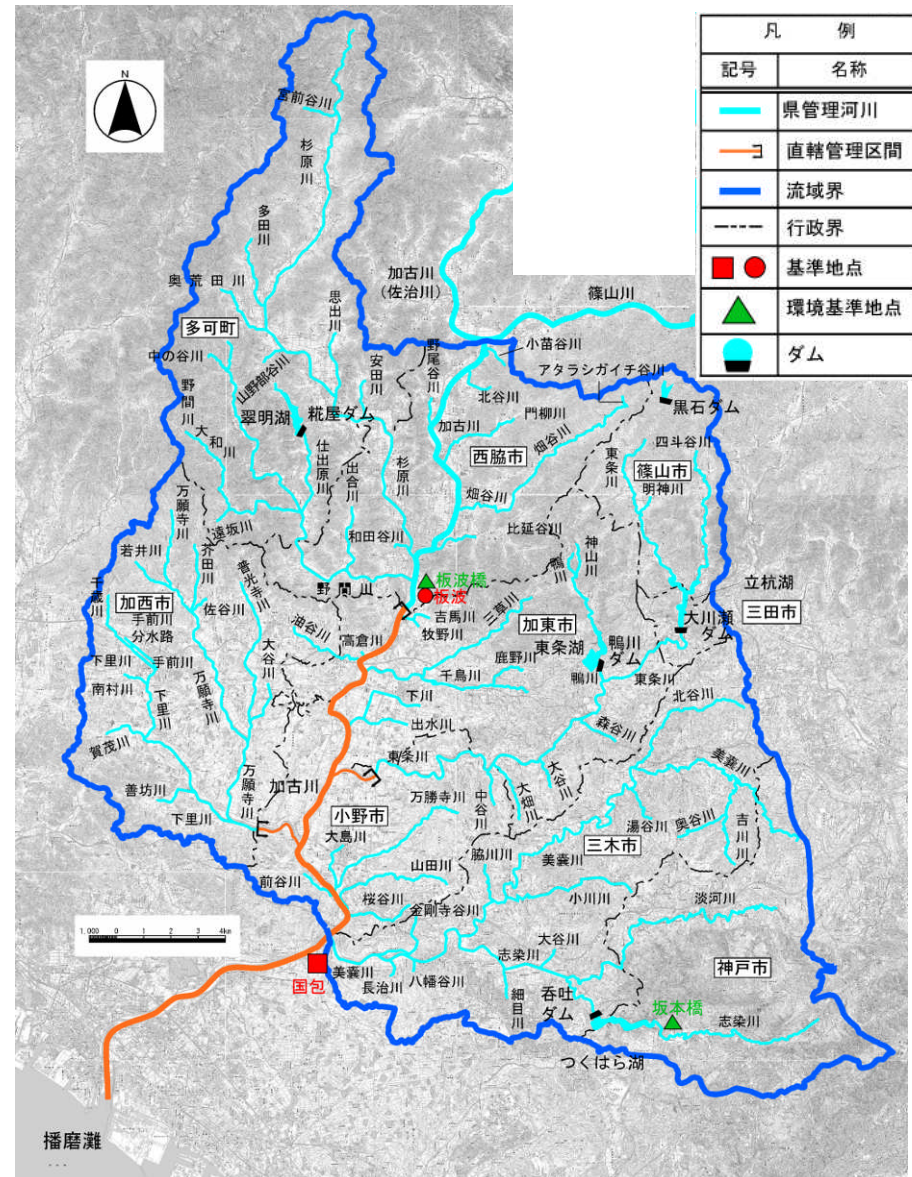 凡 例
記号 名称
県管理河川
直轄管理区間
流域界
行政界
基準地点
環境基準地点
ダム
N
宮前谷川
杉原川
多田川
奥荒田川
加古川
(佐治川)
篠山川
思出川
多可町
中の谷川
山野部谷川
安田川
野尾谷川
小苗谷川
アタラシガイチ谷川
黒石ダム
北谷川
門柳川
加古川
畑谷川
西脇市
野間川
翠明湖
糀屋ダム
大和川
仕出原川
出合川
杉原川
畑谷川
東条川
四斗谷川
篠山市
明神川
万願寺川
遠坂川
和田谷川
比延谷川
神山川
鴨川
若井川
芥田川
普光寺川
野間川
板波橋
板波
立杭湖
三田市
千歳川
加西市
手前川
分水路
佐谷川
油谷川
高倉川
吉馬川
牧野川
三草川
加東市
東条湖
鴨川
ダム
大川瀬
ダム
下里川
手前川
大谷川
千鳥川
鹿野川
鴨川
東条川
北谷川
南村川
下里川
万願寺川
下川
出水川
森谷川
賀茂川
東条川
美嚢川
善坊川
万願寺川
加古川
万勝寺川
中谷川
大畑川
大谷川
下里川
小野市
大島川
湯谷川
奥谷川
吉川川
三木市
脇川川
美嚢川
前谷川
山田川
桜谷川
金剛寺谷川
小川川
淡河川
1,000 0 1 2 3 4km
志染川
大谷川
神戸市
国包
美嚢川
長治川
八幡谷川
細目川
呑吐
ダム
坂本橋
志染川
つくはら湖
播磨灘